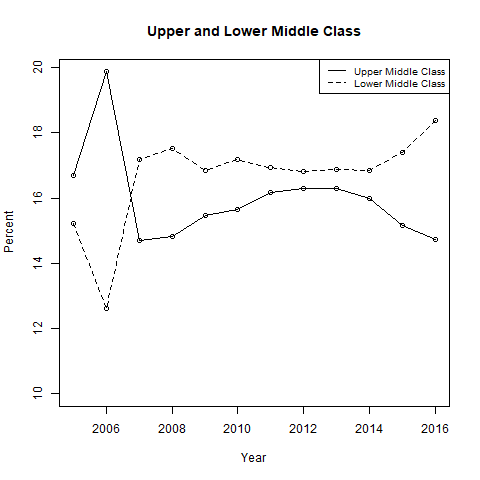 Upper and Lower Middle Class
Upper Middle Class
Lower Middle Class
Percent
20
18
16
14
12
10
2006 2008 2010 2012 2014 2016
Year